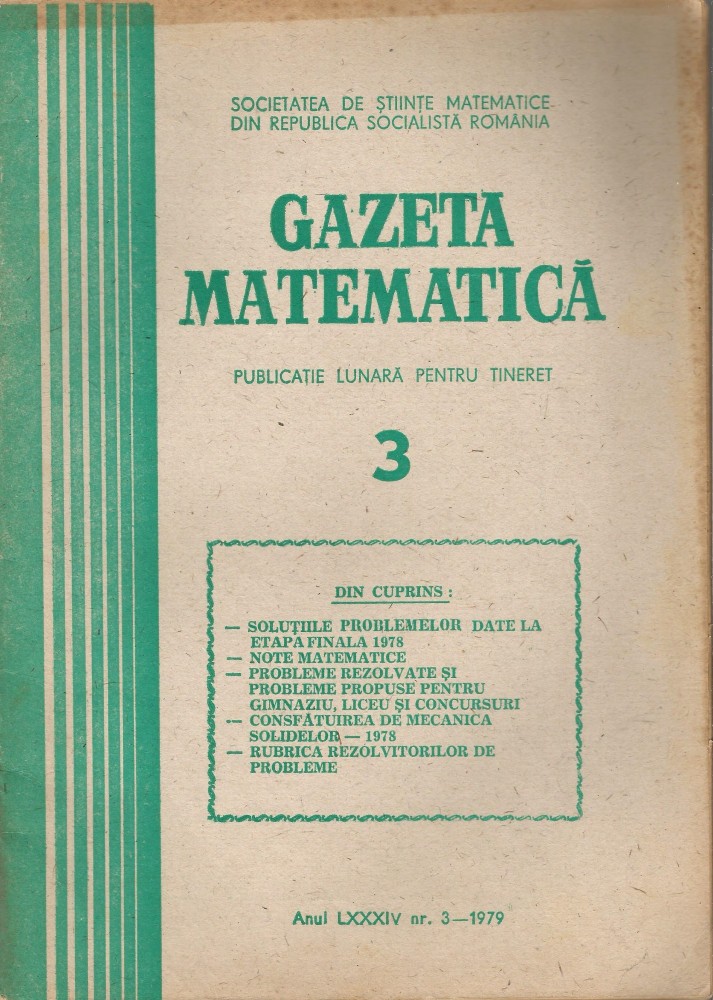 SOCIETATEA DE ȘTIINȚE MATEMATICE
DIN REPUBLICA SOCIALISTĂ ROMÂNIA
GAZETA
MATEMATICĂ
PUBLICAȚIE LUNARĂ PENTRU TINERET
3
DIN CUPRINS :
— SOLUȚIILE PROBLEMELOR DATE LA
ETAPA FINALA 1978
— NOTE MATEMATICE
— PROBLEME REZOLVATE ȘI
PROBLEME PROPUSE PENTRU
GIMNAZIU, LICEU ȘI CONCURSURI
— CONSFĂTUIREA DE MECANICA
SOLIDELOR — 1978
— RUBRICA REZOLVITORILOR DE
PROBLEME
Anul LXXXIV nr. 3—1979